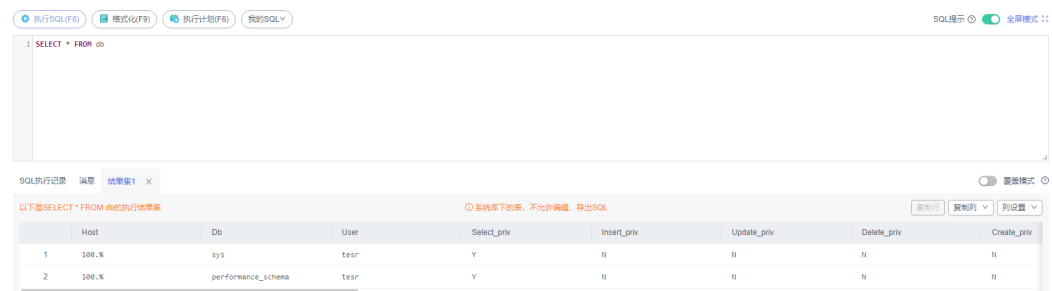 执行SQL(F8) 格式化(F9) 执行计划(F6) 我的SQL SQL提示 全屏模式
1 SELECT * FROM db
SQL执行记录 消息 结果集1 × 覆盖模式
以下是SELECT * FROM db的执行结果集 系统库下的表，不允许编辑、导出SQL 复制行 复制列 列设置
Host Db User Select_priv Insert_priv Update_priv Delete_priv Create_priv
1 100.% sys tesr Y N N N N
2 100.% performance_schema tesr Y N N N N